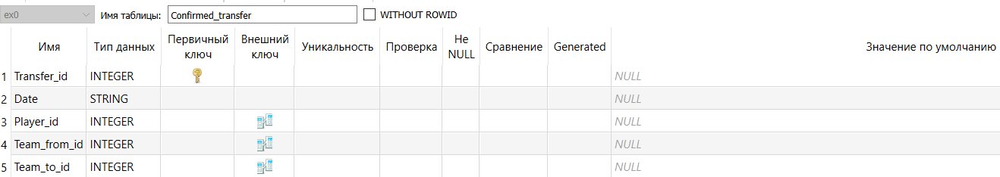 ex0 Имя таблицы: Confirmed_transfer WITHOUT ROWID
Имя Тип данных Первичный ключ Внешний ключ Уникальность Проверка Не NULL Сравнение Generated Значение по умолчанию
1 Transfer_id INTEGER NULL
2 Date STRING NULL
3 Player_id INTEGER NULL
4 Team_from_id INTEGER NULL
5 Team_to_id INTEGER NULL